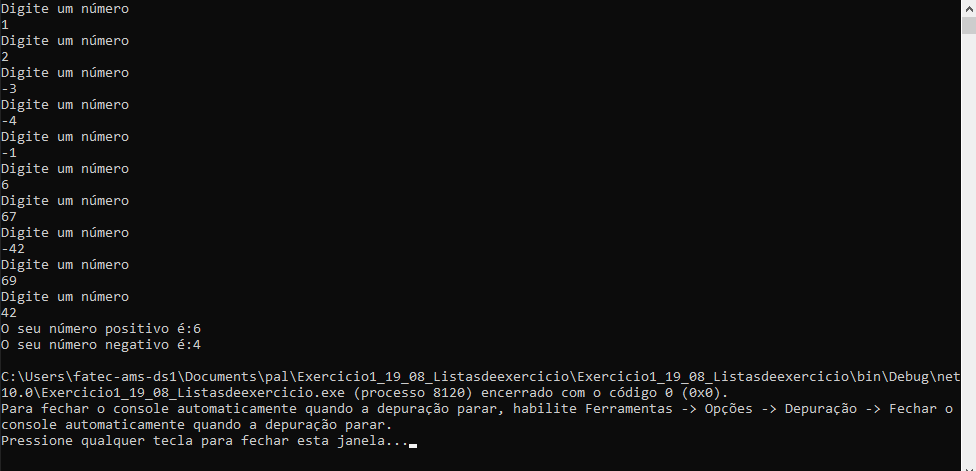 Digite um número
1
Digite um número
2
Digite um número
-3
Digite um número
-4
Digite um número
-1
Digite um número
6
Digite um número
67
Digite um número
-42
Digite um número
69
Digite um número
42
O seu número positivo é:6
O seu número negativo é:4
C:\Users\fatec-ams-ds1\Documents\pal\Exercicio1_19_08_Listasdeexercicio\Exercicio1_19_08_Listasdeexercicio\bin\Debug\net
10.0\Exercicio1_19_08_Listasdeexercicio.exe (processo 8120) encerrado com o código 0 (0x0).
Para fechar o console automaticamente quando a depuração parar, habilite Ferramentas -> Opções -> Depuração -> Fechar o
console automaticamente quando a depuração parar.
Pressione qualquer tecla para fechar esta janela...